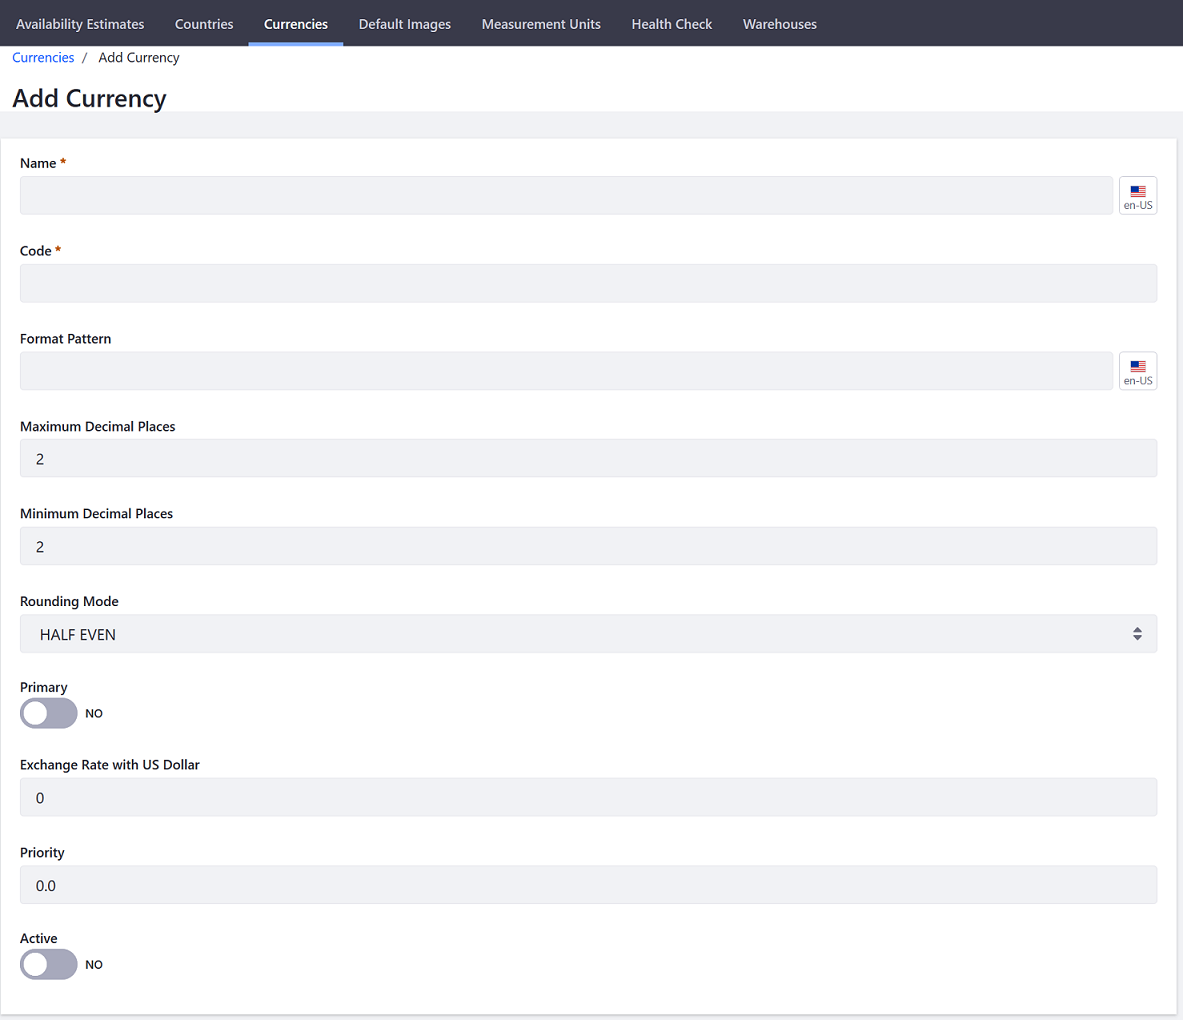 Availability Estimates Countries Currencies Default Images Measurement Units Health Check Warehouses
Currencies / Add Currency
Add Currency
Name *
en-US
Code *
Format Pattern
en-US
Maximum Decimal Places
2
Minimum Decimal Places
2
Rounding Mode
HALF EVEN
Primary
NO
Exchange Rate with US Dollar
0
Priority
0.0
Active
NO